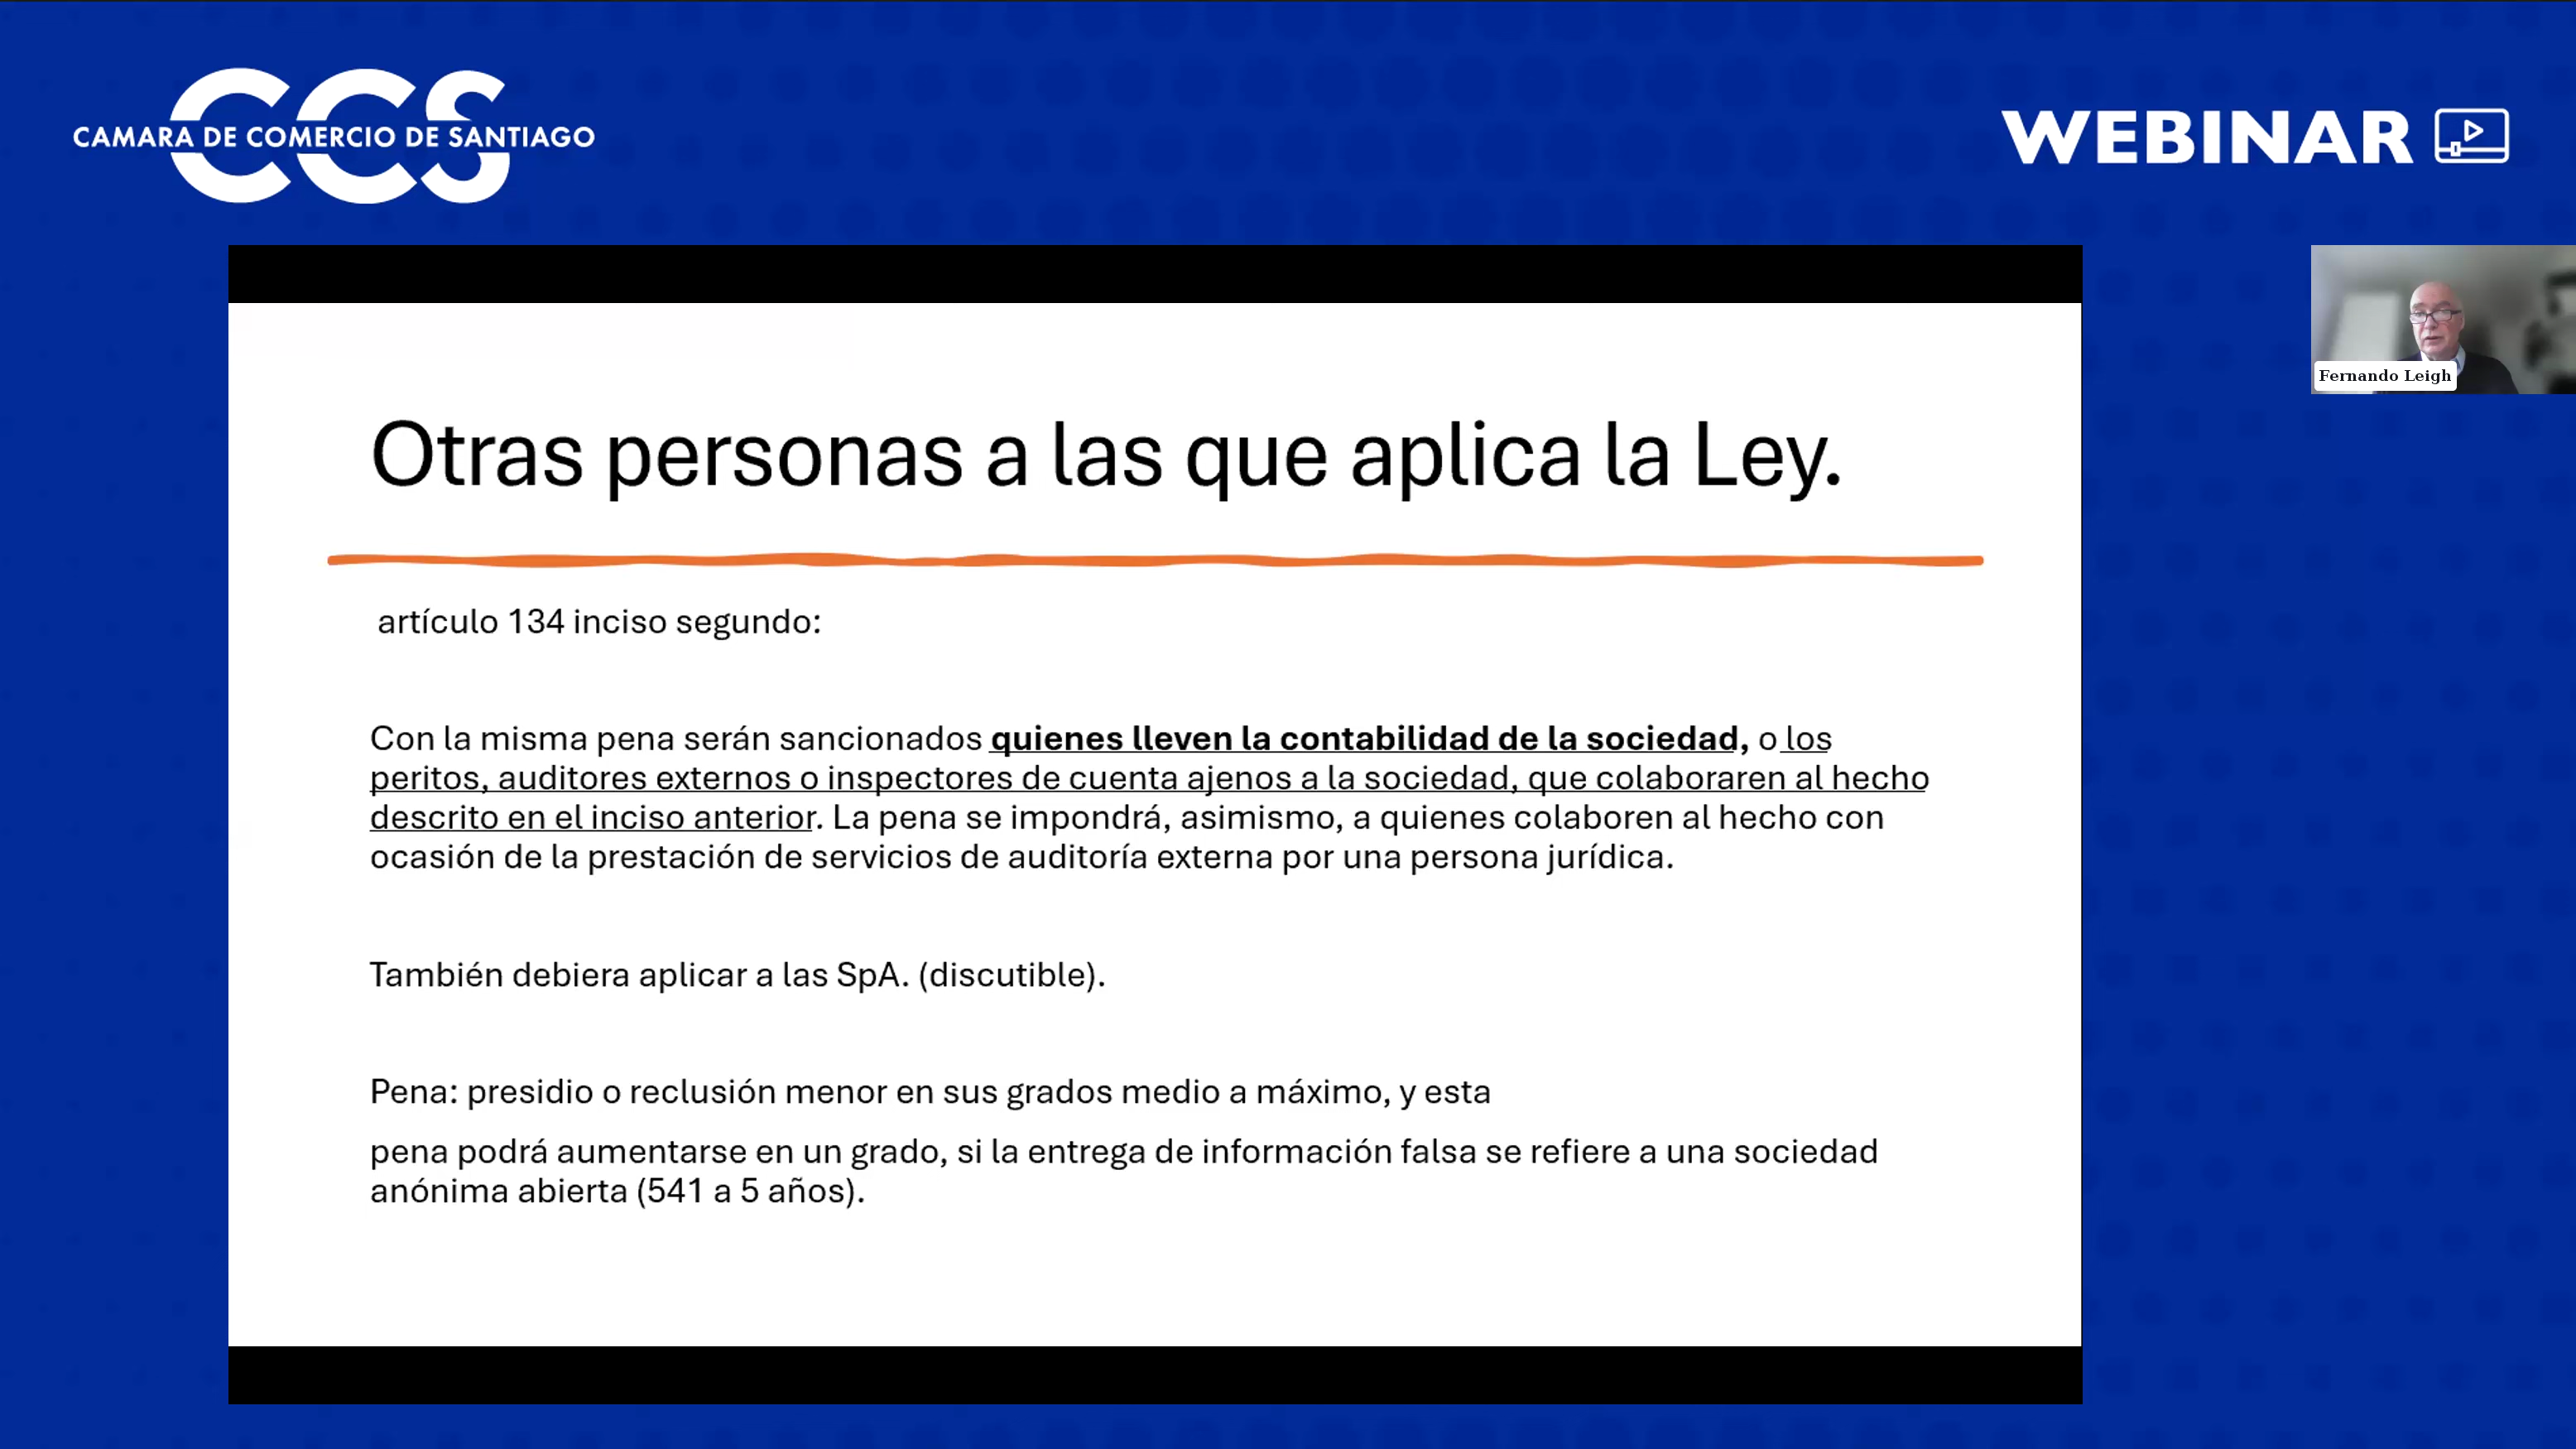 CCS
CAMARA DE COMERCIO DE SANTIAGO
WEBINAR
Fernando Leigh
Otras personas a las que aplica la Ley.
artículo 134 inciso segundo:
Con la misma pena serán sancionados quienes lleven la contabilidad de la sociedad, o los
peritos, auditores externos o inspectores de cuenta ajenos a la sociedad, que colaboraren al hecho
descrito en el inciso anterior. La pena se impondrá, asimismo, a quienes colaboren al hecho con
ocasión de la prestación de servicios de auditoría externa por una persona jurídica.
También debiera aplicar a las SpA. (discutible).
Pena: presidio o reclusión menor en sus grados medio a máximo, y esta
pena podrá aumentarse en un grado, si la entrega de información falsa se refiere a una sociedad
anónima abierta (541 a 5 años).